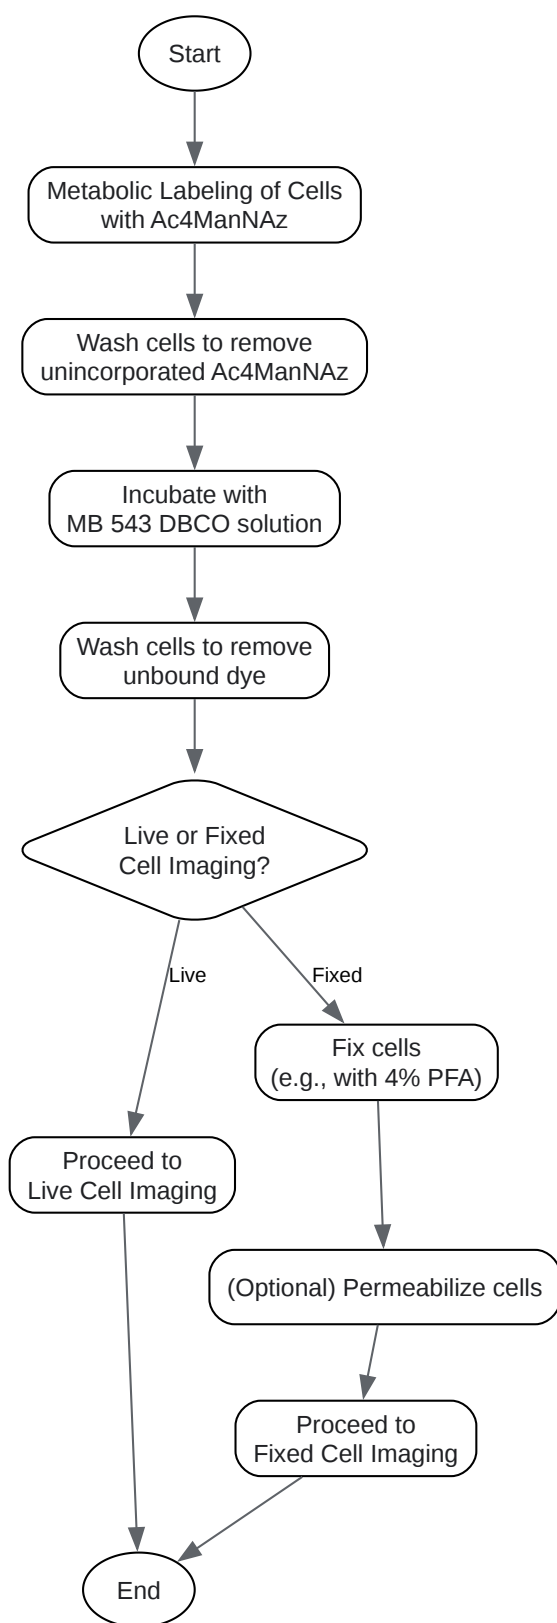 Start
Metabolic Labeling of Cells
with Ac4ManNAz
Wash cells to remove
unincorporated Ac4ManNAz
Incubate with
MB 543 DBCO solution
Wash cells to remove
unbound dye
Live or Fixed
Cell Imaging?
Live
Fixed
Fix cells
(e.g., with 4% PFA)
Proceed to
Live Cell Imaging
(Optional) Permeabilize cells
Proceed to
Fixed Cell Imaging
End